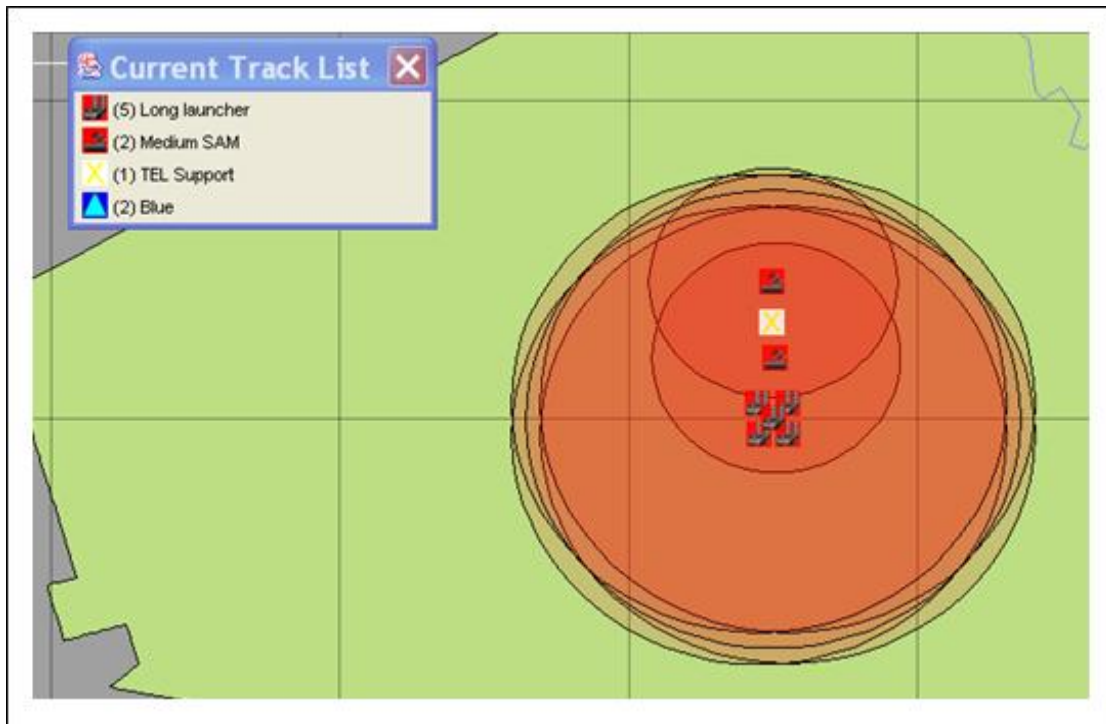 Current Track List
(5) Long launcher
(2) Medium SAM
(1) TEL Support
(2) Blue